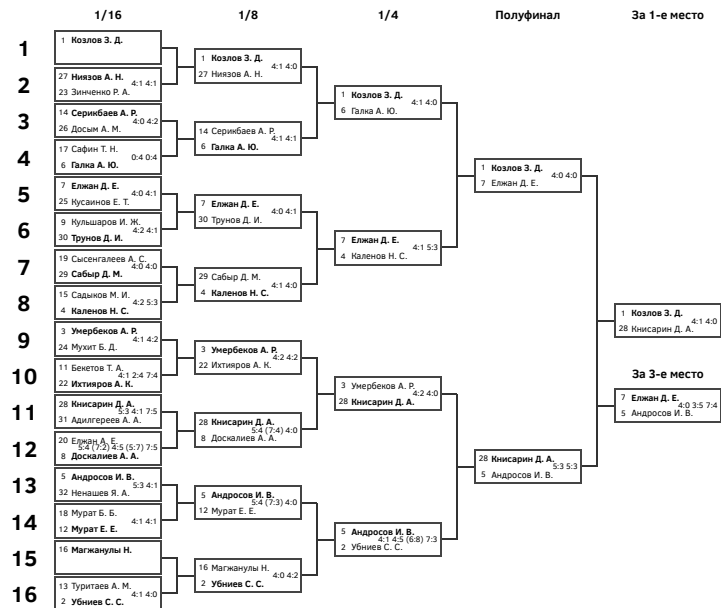 1/16
1/8
1/4
Полуфинал
За 1-е место
1
1 Козлов З. Д.
2
27 Ниязов А. Н.
4:1 4:1
23 Зинченко Р. А.
3
14 Серикбаев А. Р.
4:0 4:2
26 Досым А. М.
4
17 Сафин Т. Н.
0:4 0:4
6 Галка А. Ю.
5
7 Елжан Д. Е.
4:0 4:1
25 Кусаинов Е. Т.
6
9 Кульшаров И. Ж.
4:2 4:1
30 Трунов Д. И.
7
19 Сысенгалеев А. С.
4:0 4:0
29 Сабыр Д. М.
8
15 Садыков М. И.
4:2 5:3
4 Каленов Н. С.
9
3 Умербеков А. Р.
4:1 4:2
24 Мухит Б. Д.
10
11 Бекетов Т. А.
4:1 2:4 7:4
22 Ихтияров А. К.
11
28 Книсарин Д. А.
5:3 4:1 7:5
31 Адилгереев А. А.
12
20 Елжан А. Е.
5:4 (7:2) 4:5 (5:7) 7:5
8 Доскалиев А. А.
13
5 Андросов И. В.
5:3 4:1
32 Ненашев Я. А.
14
18 Мурат Б. Б.
4:1 4:1
12 Мурат Е. Е.
15
16 Магжанулы Н.
16
13 Туритаев А. М.
4:1 4:0
2 Убниев С. С.
1 Козлов З. Д.
4:1 4:0
27 Ниязов А. Н.
14 Серикбаев А. Р.
4:1 4:1
6 Галка А. Ю.
7 Елжан Д. Е.
4:0 4:1
30 Трунов Д. И.
29 Сабыр Д. М.
4:1 4:0
4 Каленов Н. С.
3 Умербеков А. Р.
4:2 4:2
22 Ихтияров А. К.
28 Книсарин Д. А.
5:4 (7:4) 4:0
8 Доскалиев А. А.
5 Андросов И. В.
5:4 (7:3) 4:0
12 Мурат Е. Е.
16 Магжанулы Н.
4:0 4:2
2 Убниев С. С.
1 Козлов З. Д.
4:1 4:0
6 Галка А. Ю.
7 Елжан Д. Е.
4:1 5:3
4 Каленов Н. С.
3 Умербеков А. Р.
4:2 4:0
28 Книсарин Д. А.
5 Андросов И. В.
4:1 4:5 (6:8) 7:3
2 Убниев С. С.
1 Козлов З. Д.
4:0 4:0
7 Елжан Д. Е.
28 Книсарин Д. А.
5:3 5:3
5 Андросов И. В.
1 Козлов З. Д.
4:1 4:0
28 Книсарин Д. А.
За 3-е место
7 Елжан Д. Е.
4:0 3:5 7:4
5 Андросов И. В.